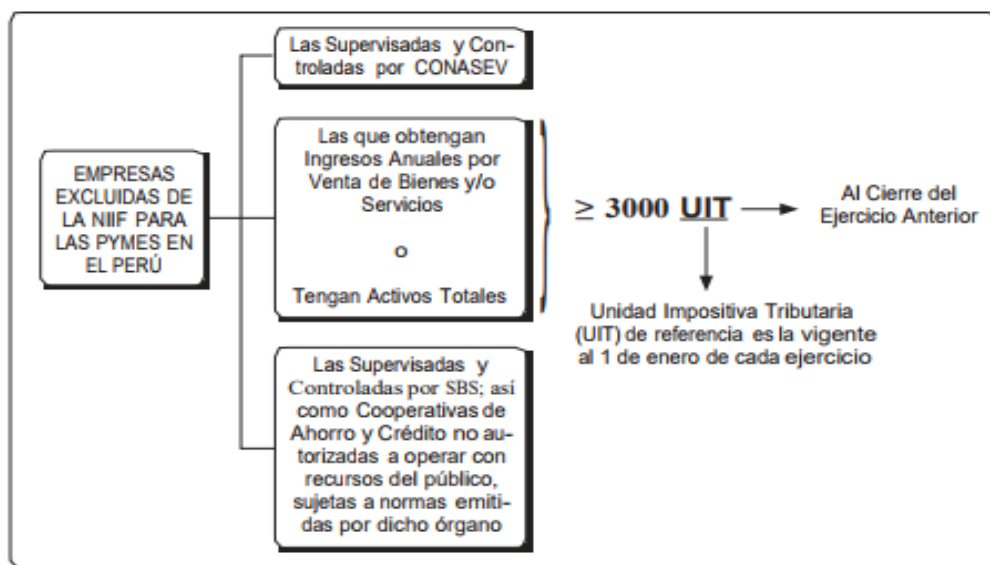 EMPRESAS
EXCLUIDAS DE
LA NIIF PARA
LAS PYMES EN
EL PERÚ
Las Supervisadas y Con-
troladas por CONASEV
Las que obtengan
Ingresos Anuales por
Venta de Bienes y/o
Servicios
o
Tengan Activos Totales
≥ 3000 UIT
Al Cierre del
Ejercicio Anterior
Unidad Impositiva Tributaria
(UIT) de referencia es la vigente
al 1 de enero de cada ejercicio
Las Supervisadas y
Controladas por SBS; así
como Cooperativas de
Ahorro y Crédito no au-
torizadas a operar con
recursos del público,
sujetas a normas emiti-
das por dicho órgano